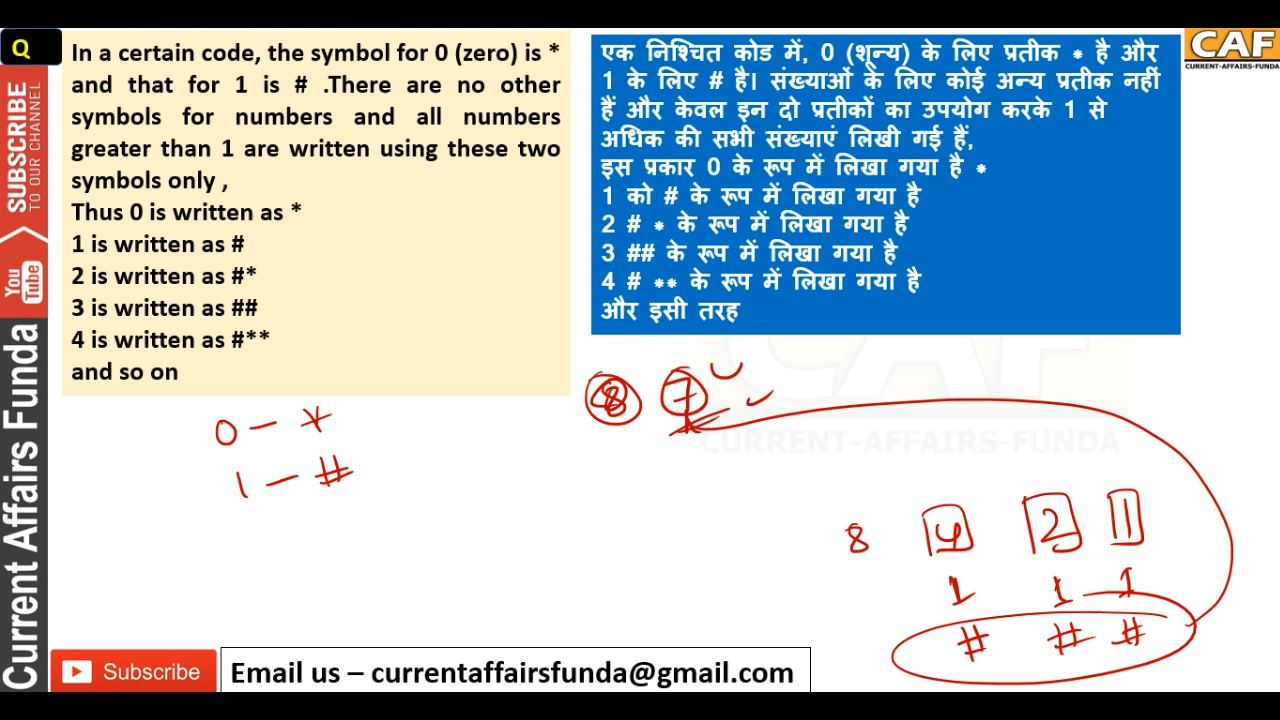 Q
In a certain code, the symbol for 0 (zero) is *
and that for 1 is # .There are no other
symbols for numbers and all numbers
greater than 1 are written using these two
symbols only ,
Thus 0 is written as *
1 is written as #
2 is written as #*
3 is written as ##
4 is written as #**
and so on
एक निश्चित कोड में, 0 (शून्य) के लिए प्रतीक * है और
1 के लिए # है। संख्याओं के लिए कोई अन्य प्रतीक नहीं
हैं और केवल इन दो प्रतीकों का उपयोग करके 1 से
अधिक की सभी संख्याएं लिखी गई हैं,
इस प्रकार 0 के रूप में लिखा गया है *
1 को # के रूप में लिखा गया है
2 # * के रूप में लिखा गया है
3 ## के रूप में लिखा गया है
4 # ** के रूप में लिखा गया है
और इसी तरह
CAF
CURRENT-AFFAIRS-FUNDA
SUBSCRIBE
TO OUR CHANNEL
You Tube
Current Affairs Funda
CAF
CURRENT-AFFAIRS-FUNDA
8 7
0 - *
1 - #
8 4 2 1
1 1 1
# # #
Subscribe
Email us – currentaffairsfunda@gmail.com